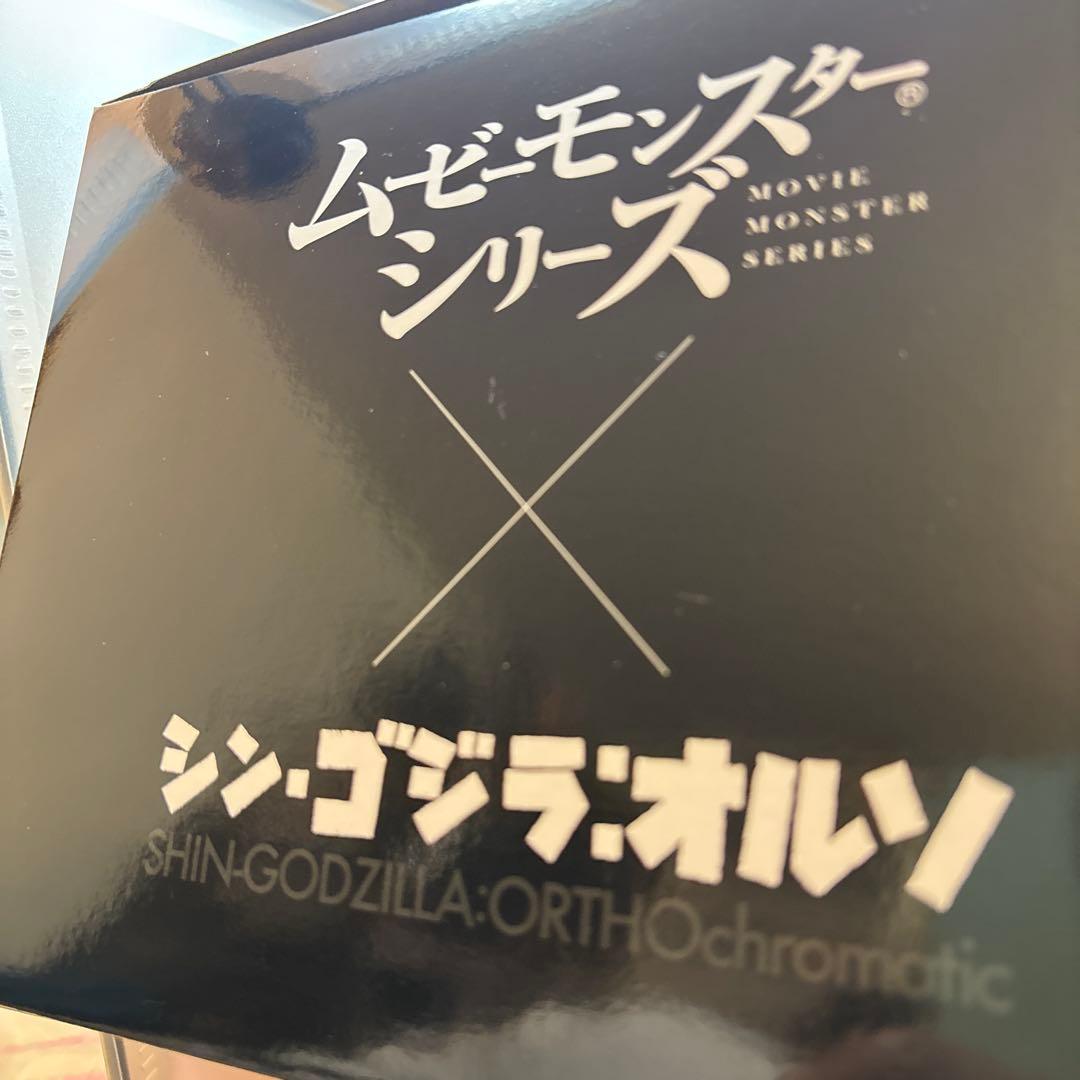 ムービーモンスター®
シリーズ
MOVIE
MONSTER
SERIES
シン・ゴジラ:オルソ
SHIN-GODZILLA:ORTHOchromatic